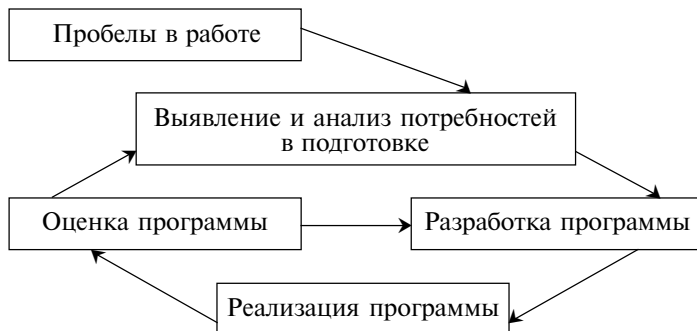 Пробелы в работе
Выявление и анализ потребностей
в подготовке
Оценка программы
Разработка программы
Реализация программы